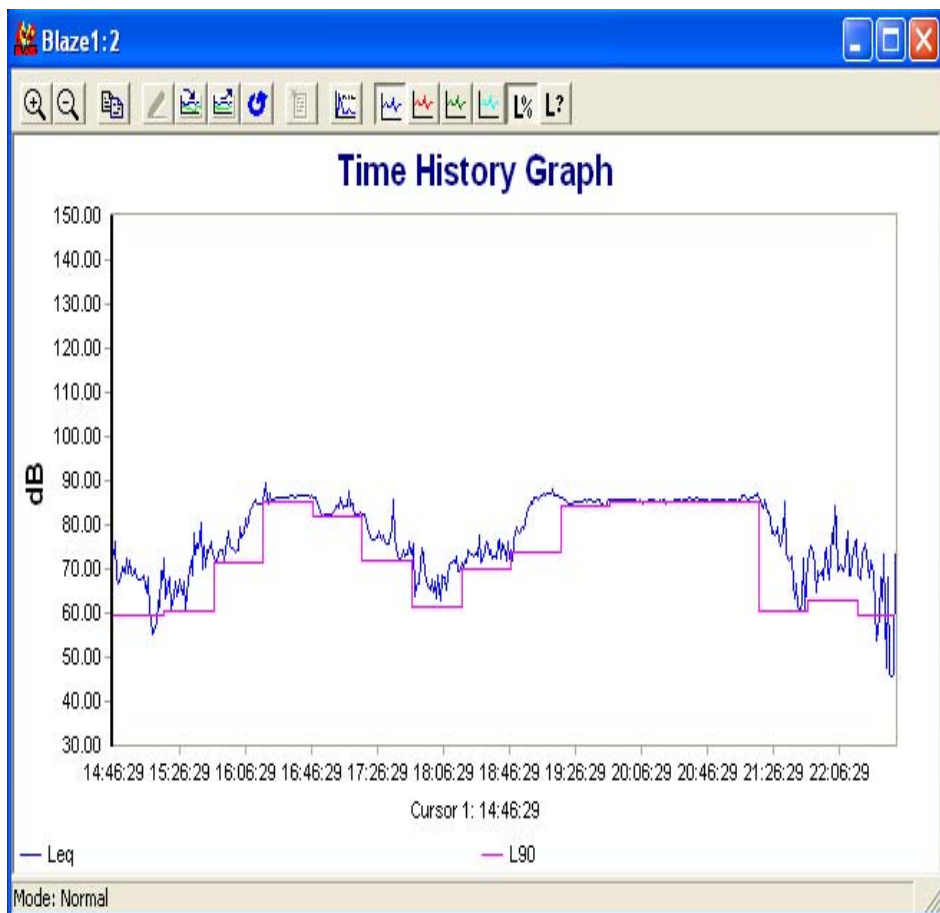 Blaze1:2
L% L?
Time History Graph
150.00
140.00
130.00
120.00
110.00
100.00
90.00
80.00
70.00
60.00
50.00
40.00
30.00
dB
14:46:29 15:26:29 16:06:29 16:46:29 17:26:29 18:06:29 18:46:29 19:26:29 20:06:29 20:46:29 21:26:29 22:06:29
Cursor 1: 14:46:29
Leq L90
Mode: Normal